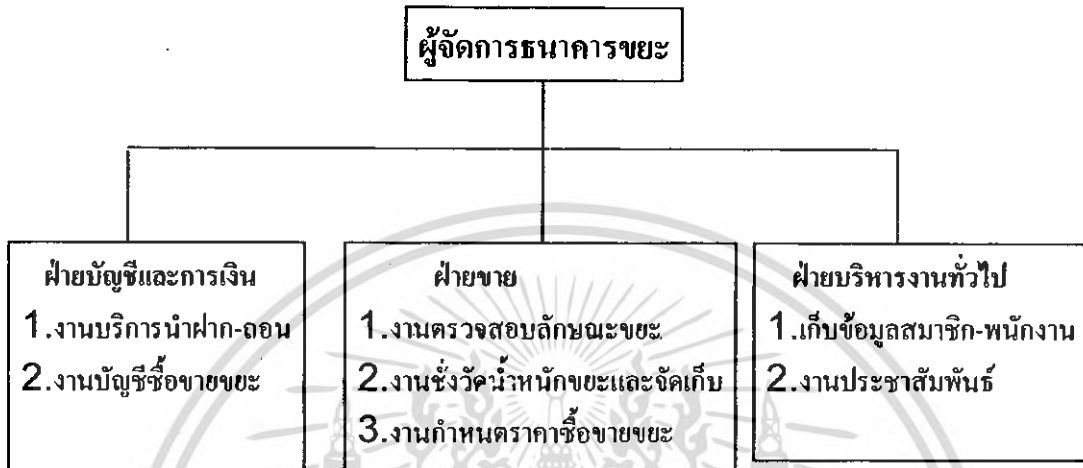 ผู้จัดการธนาคารขยะ
ฝ่ายบัญชีและการเงิน
1.งานบริการนำฝาก-ถอน
2.งานบัญชีซื้อขายขยะ
ฝ่ายขาย
1.งานตรวจสอบลักษณะขยะ
2.งานชั่งวัดน้ำหนักขยะและจัดเก็บ
3.งานกำหนดราคาซื้อขายขยะ
ฝ่ายบริหารงานทั่วไป
1.เก็บข้อมูลสมาชิก-พนักงาน
2.งานประชาสัมพันธ์